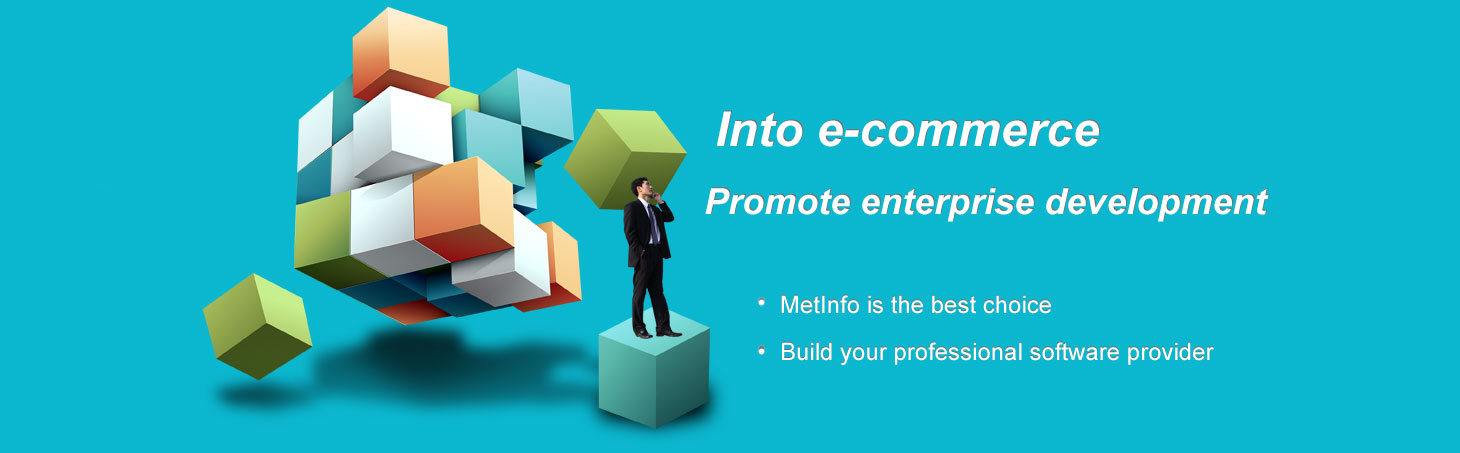 Into e-commerce
Promote enterprise development
• MetInfo is the best choice
• Build your professional software provider